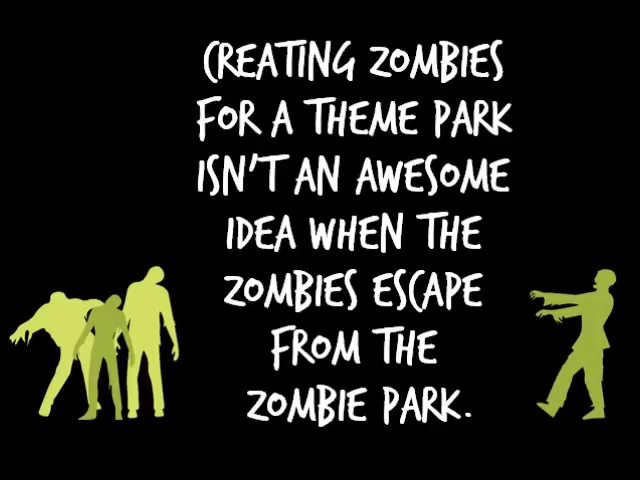 CREATING ZOMBIES
FOR A THEME PARK
ISN'T AN AWESOME
IDEA WHEN THE
ZOMBIES ESCAPE
FROM THE
ZOMBIE PARK.